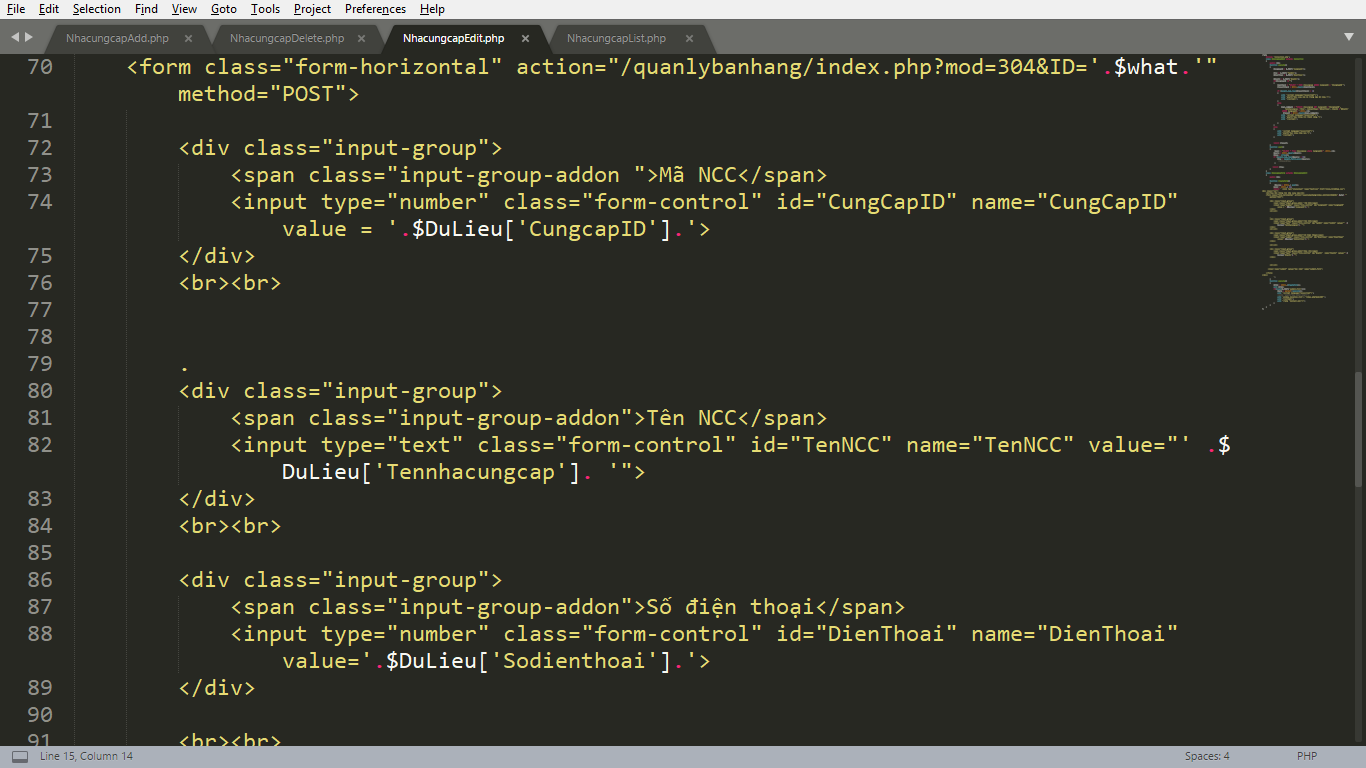 File Edit Selection Find View Goto Tools Project Preferences Help
NhacungcapAdd.php × NhacungcapDelete.php × NhacungcapEdit.php × NhacungcapList.php ×
70 <form class="form-horizontal" action="/quanlybanhang/index.php?mod=304&ID='.$what.'"
method="POST">
71
72 <div class="input-group">
73 <span class="input-group-addon ">Mã NCC</span>
74 <input type="number" class="form-control" id="CungCapID" name="CungCapID"
value = '.$DuLieu['CungcapID'].'>
75 </div>
76 <br><br>
77
78
79 .
80 <div class="input-group">
81 <span class="input-group-addon">Tên NCC</span>
82 <input type="text" class="form-control" id="TenNCC" name="TenNCC" value="' .$
DuLieu['Tennhacungcap']. '">
83 </div>
84 <br><br>
85
86 <div class="input-group">
87 <span class="input-group-addon">Số điện thoại</span>
88 <input type="number" class="form-control" id="DienThoai" name="DienThoai"
value='.$DuLieu['Sodienthoai'].'>
89 </div>
90
91 <br><br>
Line 15, Column 14 Spaces: 4 PHP